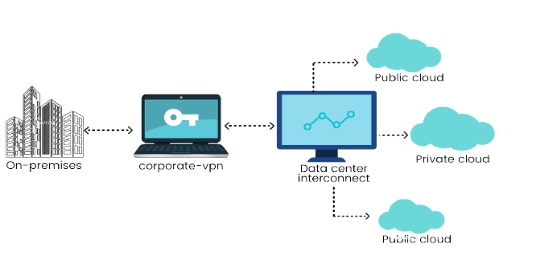 Public cloud
On-premises
corporate-vpn
Data center
interconnect
Private cloud
Public cloud